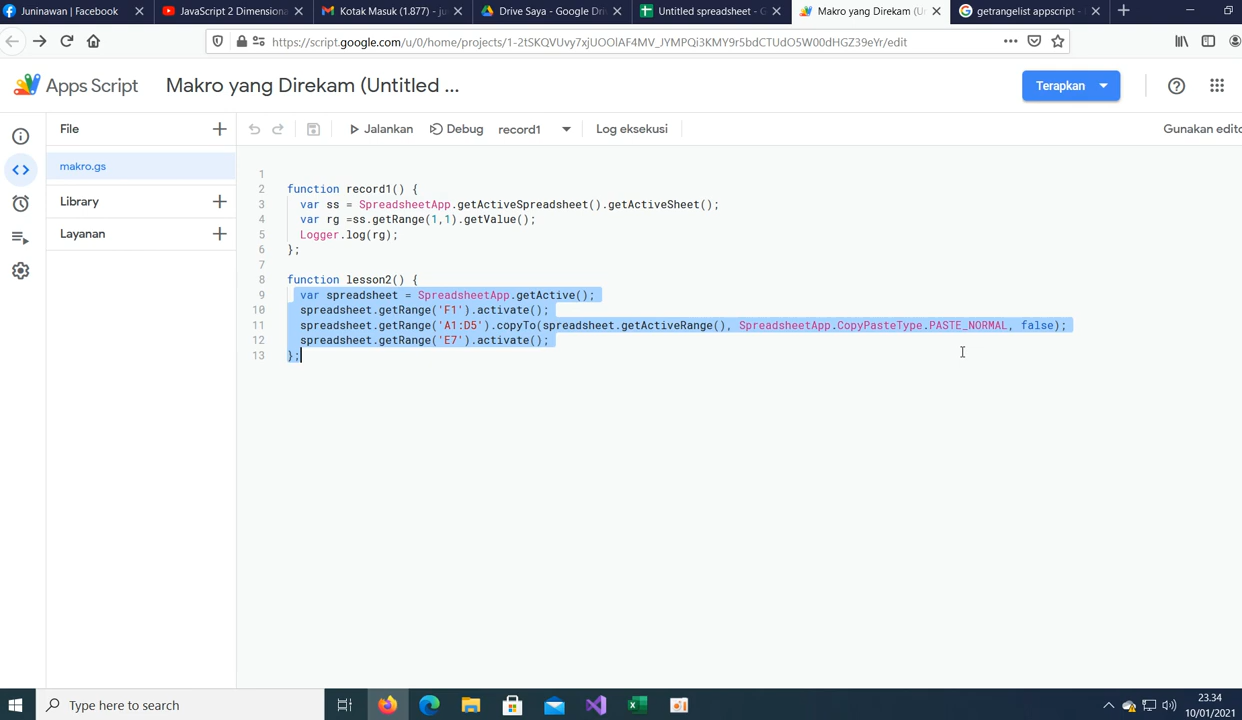 Juninawan | Facebook
JavaScript 2 Dimensiona
Kotak Masuk (1.877) - ju
Drive Saya - Google Dri
Untitled spreadsheet - G
Makro yang Direkam (Un
getrangelist appscript -
https://script.google.com/u/0/home/projects/1-2tSKQVUvy7xjUOOlAF4MV_JYMPQi3KMY9r5bdCTUdO5W00dHGZ39eYr/edit
Apps Script
Makro yang Direkam (Untitled ...
Terapkan
File
Jalankan
Debug
record1
Log eksekusi
Gunakan edito
makro.gs
Library
Layanan
1
2 function record1() {
3 var ss = SpreadsheetApp.getActiveSpreadsheet().getActiveSheet();
4 var rg =ss.getRange(1,1).getValue();
5 Logger.log(rg);
6 };
7
8 function lesson2() {
9 var spreadsheet = SpreadsheetApp.getActive();
10 spreadsheet.getRange('F1').activate();
11 spreadsheet.getRange('A1:D5').copyTo(spreadsheet.getActiveRange(), SpreadsheetApp.CopyPasteType.PASTE_NORMAL, false);
12 spreadsheet.getRange('E7').activate();
13 };
Type here to search
23.34
10/01/2021